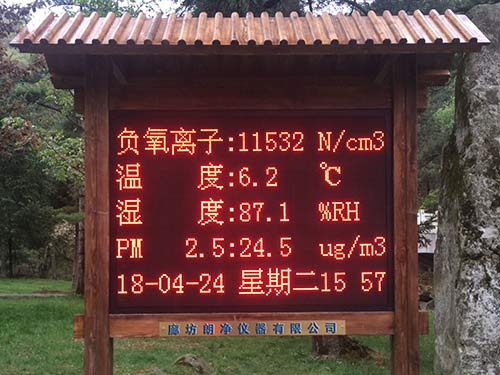 负氧离子:11532 N/cm3
温 度:6.2 ℃
湿 度:87.1 %RH
PM 2.5:24.5 ug/m3
18-04-24 星期二15 57
廊坊朗净仪器有限公司